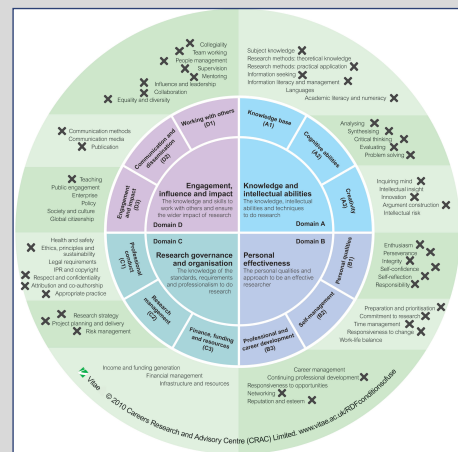 Collegiality
Team working
People management
Supervision
Mentoring
Influence and leadership
Collaboration
Equality and diversity
Subject knowledge
Research methods: theoretical knowledge
Research methods: practical application
Information seeking
Information literacy and management
Languages
Academic literacy and numeracy
Communication methods
Communication media
Publication
Analysing
Synthesising
Critical thinking
Evaluating
Problem solving
Teaching
Public engagement
Enterprise
Policy
Society and culture
Global citizenship
Inquiring mind
Intellectual insight
Innovation
Argument construction
Intellectual risk
Health and safety
Ethics, principles and
sustainability
Legal requirements
IPR and copyright
Respect and confidentiality
Attribution and co-authorship
Appropriate practice
Enthusiasm
Perseverance
Integrity
Self-confidence
Self-reflection
Responsibility
Research strategy
Project planning and delivery
Risk management
Preparation and prioritisation
Commitment to research
Time management
Responsiveness to change
Work-life balance
Income and funding generation
Financial management
Infrastructure and resources
Career management
Continuing professional development
Responsiveness to opportunities
Networking
Reputation and esteem
Working with others
(D1)
Knowledge base
(A1)
Communication and
dissemination
(D2)
Cognitive abilities
(A2)
Engagement
and impact
(D3)
Creativity
(A3)
Engagement,
influence and impact
The knowledge and skills to
work with others and ensure
the wider impact of research
Domain D
Knowledge and
intellectual abilities
The knowledge, intellectual
abilities and techniques
to do research
Domain A
Domain C
Research governance
and organisation
The knowledge of the
standards, requirements
and professionalism to do
research
Domain B
Personal
effectiveness
The personal qualities and
approach to be an effective
researcher
Professional
conduct
(C1)
Personal qualities
(B1)
Research
management
(C2)
Self-management
(B2)
Finance, funding
and resources
(C3)
Professional and
career development
(B3)
Vitae
© 2010 Careers Research and Advisory Centre (CRAC) Limited. www.vitae.ac.uk/RDFconditionsofuse